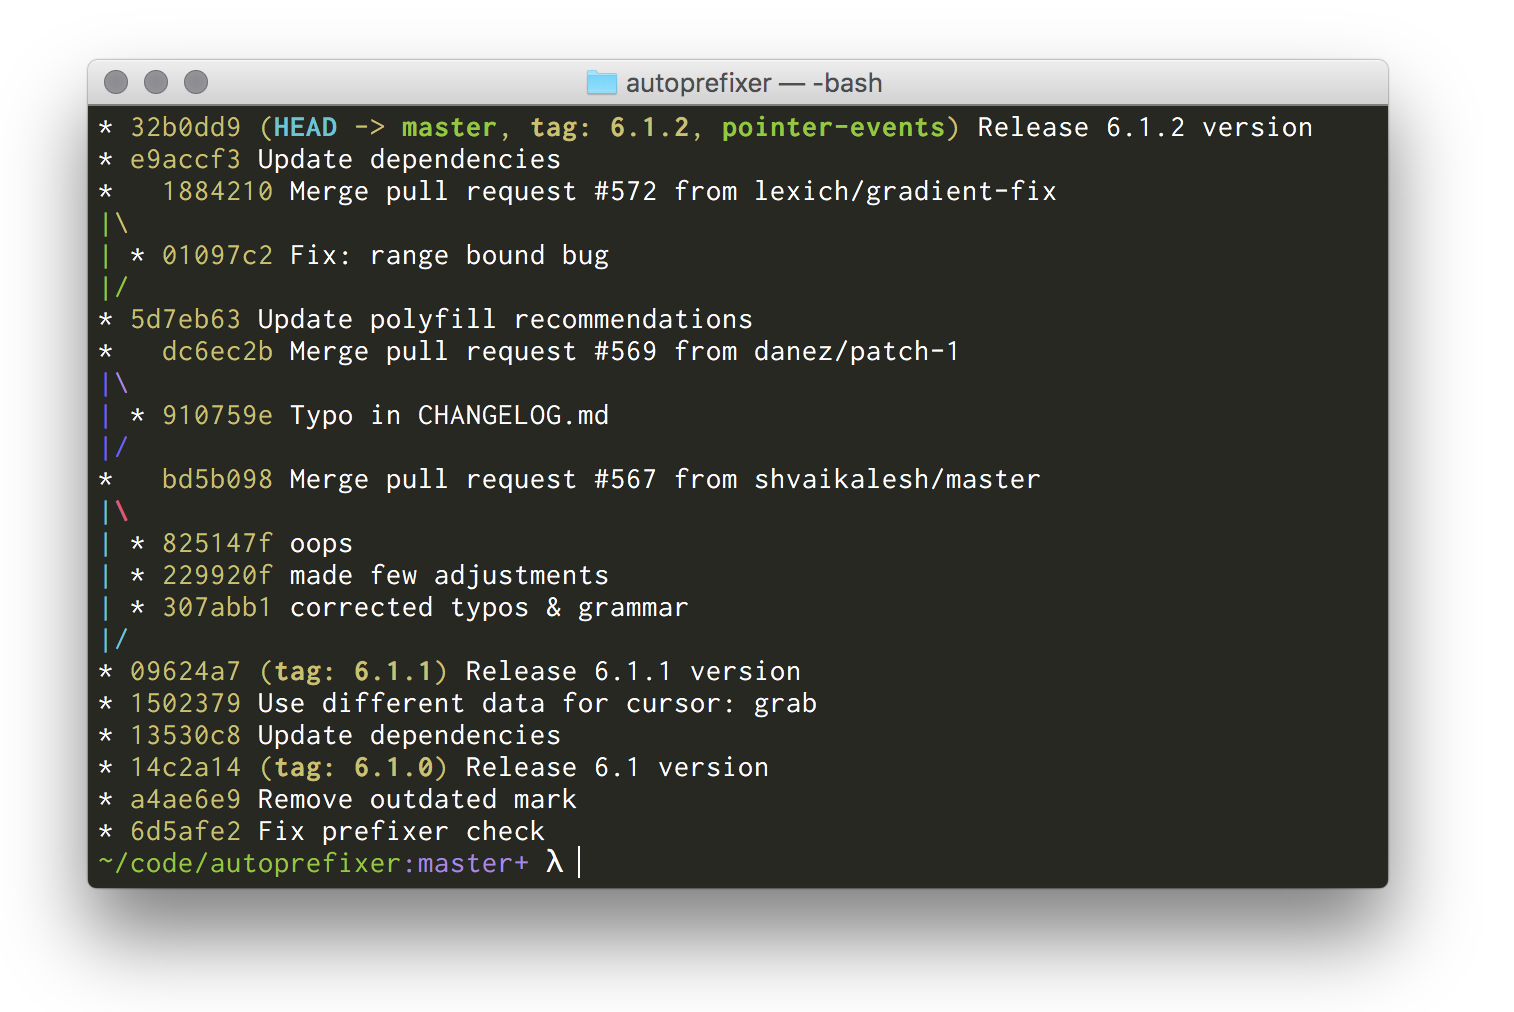 autoprefixer — -bash
* 32b0dd9 (HEAD -> master, tag: 6.1.2, pointer-events) Release 6.1.2 version
* e9accf3 Update dependencies
*   1884210 Merge pull request #572 from lexich/gradient-fix
|\
| * 01097c2 Fix: range bound bug
|/
* 5d7eb63 Update polyfill recommendations
*   dc6ec2b Merge pull request #569 from danez/patch-1
|\
| * 910759e Typo in CHANGELOG.md
|/
*   bd5b098 Merge pull request #567 from shvaikalesh/master
|\
| * 825147f oops
| * 229920f made few adjustments
| * 307abb1 corrected typos & grammar
|/
* 09624a7 (tag: 6.1.1) Release 6.1.1 version
* 1502379 Use different data for cursor: grab
* 13530c8 Update dependencies
* 14c2a14 (tag: 6.1.0) Release 6.1 version
* a4ae6e9 Remove outdated mark
* 6d5afe2 Fix prefixer check
~/code/autoprefixer:master+ λ